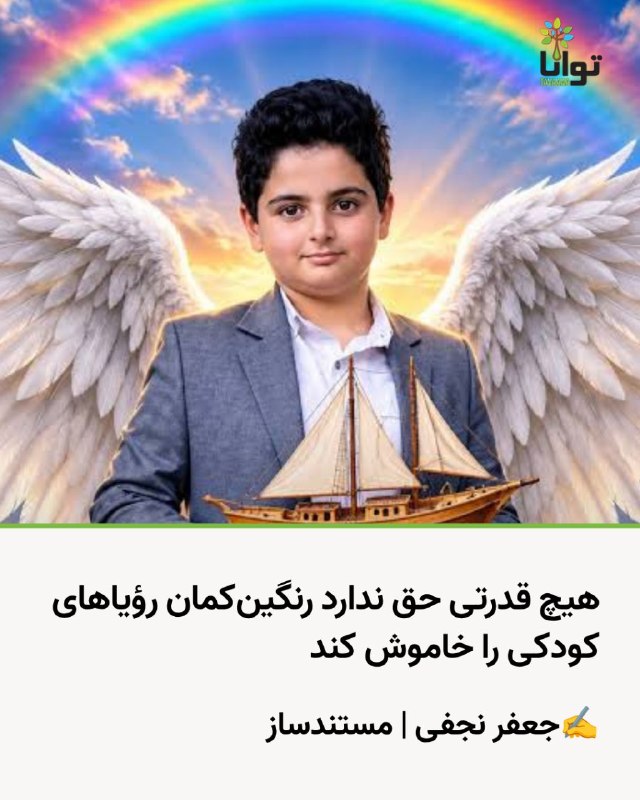 توانا
هیچ قدرتی حق ندارد رنگین‌کمان رؤیاهای
کودکی را خاموش کند
✍️جعفر نجفی | مستندساز